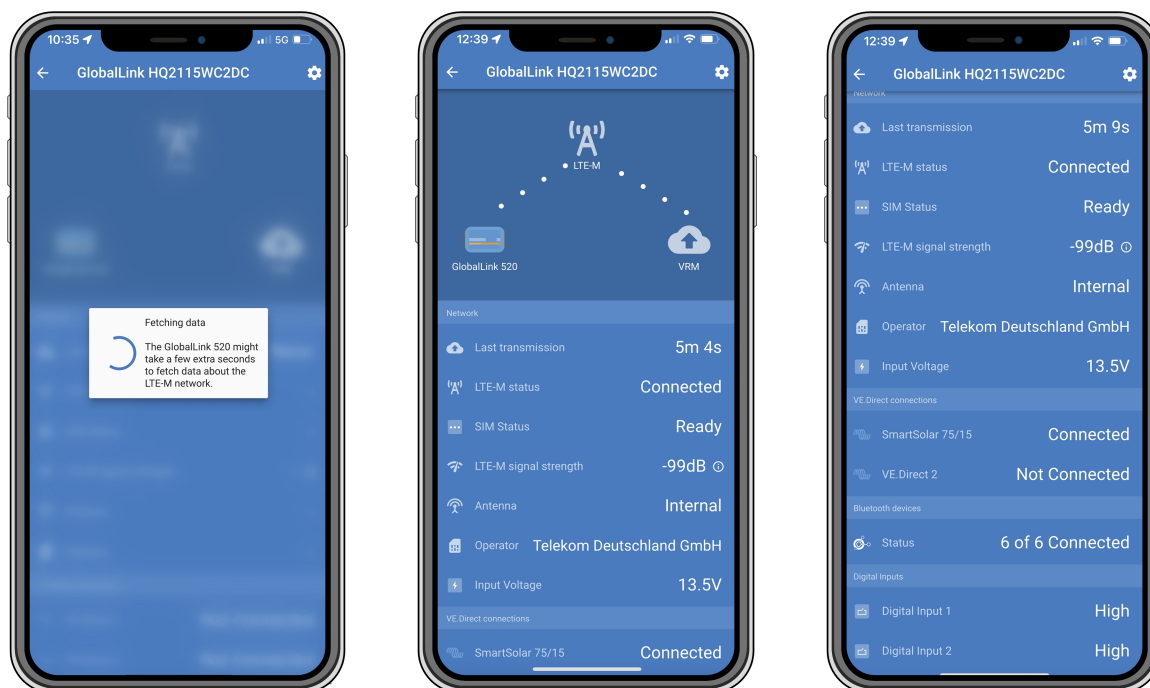 10:35
5G
GlobalLink HQ2115WC2DC
Fetching data
The GlobalLink 520 might
take a few extra seconds
to fetch data about the
LTE-M network.
12:39
GlobalLink HQ2115WC2DC
LTE-M
GlobalLink 520
VRM
Network
Last transmission 5m 4s
LTE-M status Connected
SIM Status Ready
LTE-M signal strength -99dB
Antenna Internal
Operator Telekom Deutschland GmbH
Input Voltage 13.5V
VE.Direct connections
SmartSolar 75/15 Connected
12:39
GlobalLink HQ2115WC2DC
Network
Last transmission 5m 9s
LTE-M status Connected
SIM Status Ready
LTE-M signal strength -99dB
Antenna Internal
Operator Telekom Deutschland GmbH
Input Voltage 13.5V
VE.Direct connections
SmartSolar 75/15 Connected
VE.Direct 2 Not Connected
Bluetooth devices
Status 6 of 6 Connected
Digital Inputs
Digital Input 1 High
Digital Input 2 High